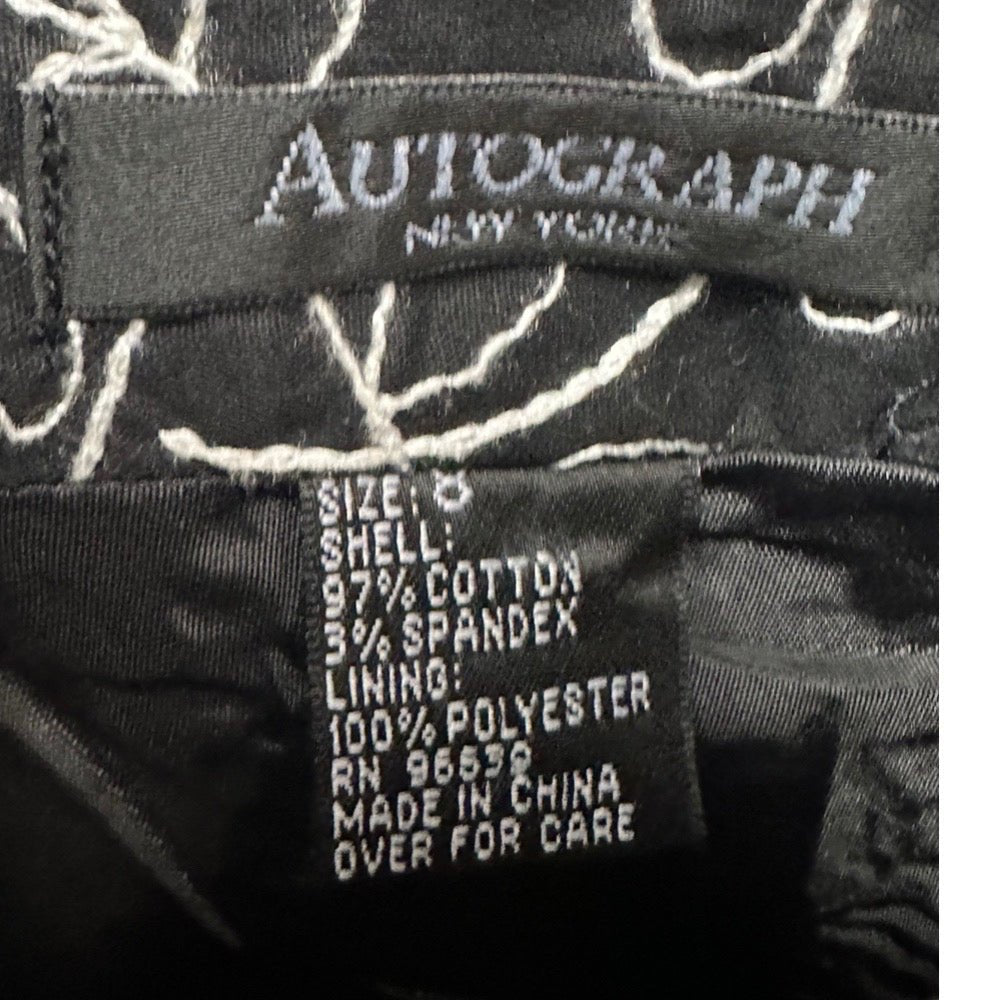 AUTOGRAPH
NEW YORK
SIZE: 8
SHELL:
97% COTTON
3% SPANDEX
LINING:
100% POLYESTER
RN
MADE IN CHINA
OVER FOR CARE